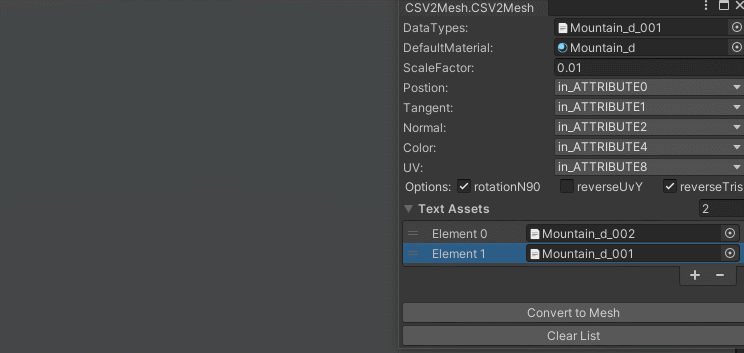 CSV2Mesh.CSV2Mesh
DataTypes: Mountain_d_001
DefaultMaterial: Mountain_d
ScaleFactor: 0.01
Postion: in_ATTRIBUTE0
Tangent: in_ATTRIBUTE1
Normal: in_ATTRIBUTE2
Color: in_ATTRIBUTE4
UV: in_ATTRIBUTE8
Options: rotationN90 reverseUvY reverseTris
Text Assets 2
Element 0 Mountain_d_002
Element 1 Mountain_d_001
Convert to Mesh
Clear List